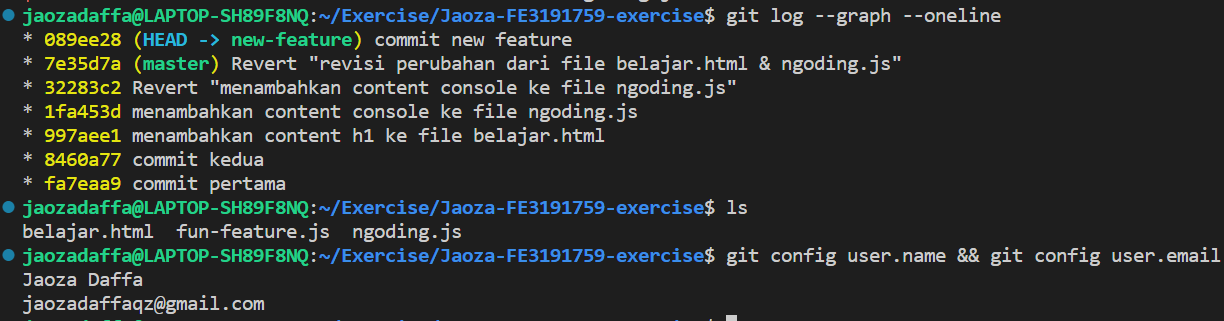 jaozadaffa@LAPTOP-SH89F8NQ:~/Exercise/Jaoza-FE3191759-exercise$ git log --graph --oneline
* 089ee28 (HEAD -> new-feature) commit new feature
* 7e35d7a (master) Revert "revisi perubahan dari file belajar.html & ngoding.js"
* 32283c2 Revert "menambahkan content console ke file ngoding.js"
* 1fa453d menambahkan content console ke file ngoding.js
* 997aee1 menambahkan content h1 ke file belajar.html
* 8460a77 commit kedua
* fa7eaa9 commit pertama
jaozadaffa@LAPTOP-SH89F8NQ:~/Exercise/Jaoza-FE3191759-exercise$ ls
belajar.html  fun-feature.js  ngoding.js
jaozadaffa@LAPTOP-SH89F8NQ:~/Exercise/Jaoza-FE3191759-exercise$ git config user.name && git config user.email
Jaoza Daffa
jaozadaffaqz@gmail.com